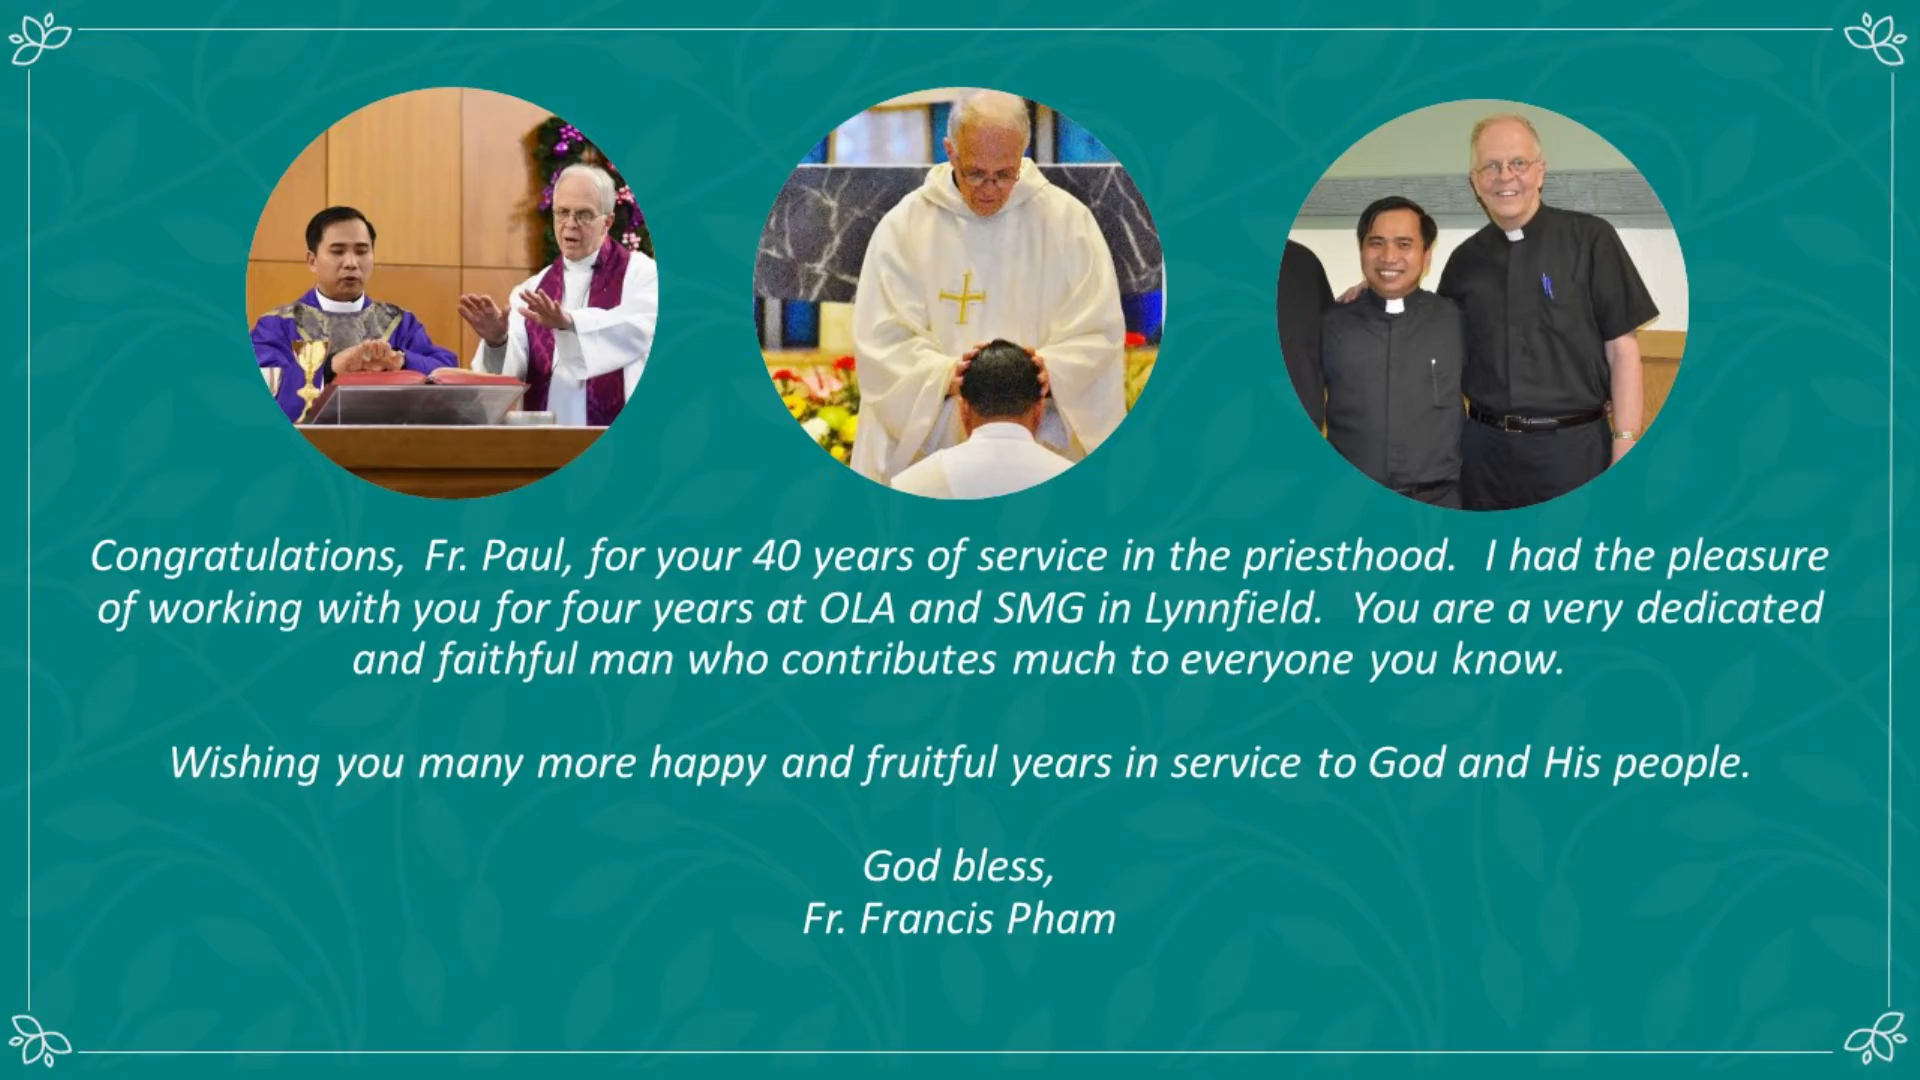 Congratulations, Fr. Paul, for your 40 years of service in the priesthood.  I had the pleasure
of working with you for four years at OLA and SMG in Lynnfield.  You are a very dedicated
and faithful man who contributes much to everyone you know.
Wishing you many more happy and fruitful years in service to God and His people.
God bless,
Fr. Francis Pham